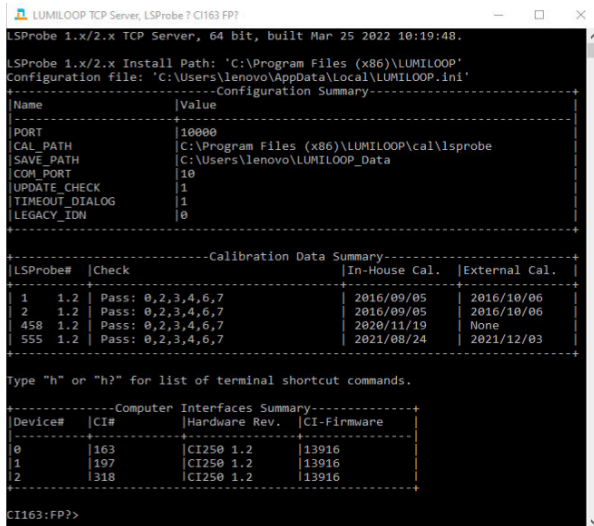 LUMILOOP TCP Server, LSProbe ? CI163 FP?
LSProbe 1.x/2.x TCP Server, 64 bit, built Mar 25 2022 10:19:48.
LSProbe 1.x/2.x Install Path: 'C:\Program Files (x86)\LUMILOOP'
Configuration file: 'C:\Users\lenovo\AppData\Local\LUMILOOP.ini'
+---------------------------Configuration Summary--------------------------+
|Name |Value |
|PORT |10000 |
|CAL_PATH |C:\Program Files (x86)\LUMILOOP\cal\lsprobe |
|SAVE_PATH |C:\Users\lenovo\LUMILOOP_Data |
|COM_PORT |10 |
|UPDATE_CHECK |1 |
|TIMEOUT_DIALOG |1 |
|LEGACY_IDN |0 |
+--------------------------Calibration Data Summary------------------------+
|LSProbe# |Check |In-House Cal. |External Cal. |
| 1 1.2 | Pass: 0,2,3,4,6,7 | 2016/09/05 | 2016/10/06 |
| 2 1.2 | Pass: 0,2,3,4,6,7 | 2016/09/05 | 2016/10/06 |
| 458 1.2 | Pass: 0,2,3,4,6,7 | 2020/11/19 | None |
| 555 1.2 | Pass: 0,2,3,4,6,7 | 2021/08/24 | 2021/12/03 |
Type "h" or "h?" for list of terminal shortcut commands.
+-------------Computer Interfaces Summary-------------+
|Device# |CI# |Hardware Rev. |CI-Firmware |
|0 |163 |CI250 1.2 |13916 |
|1 |197 |CI250 1.2 |13916 |
|2 |318 |CI250 1.2 |13916 |
CI163:FP?>